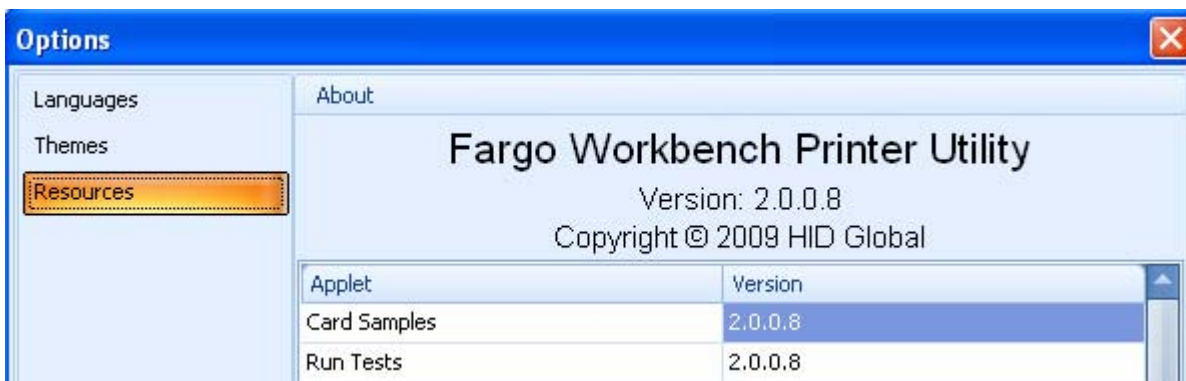 Options
Languages
Themes
Resources
About
Fargo Workbench Printer Utility
Version: 2.0.0.8
Copyright © 2009 HID Global
Applet Version
Card Samples 2.0.0.8
Run Tests 2.0.0.8